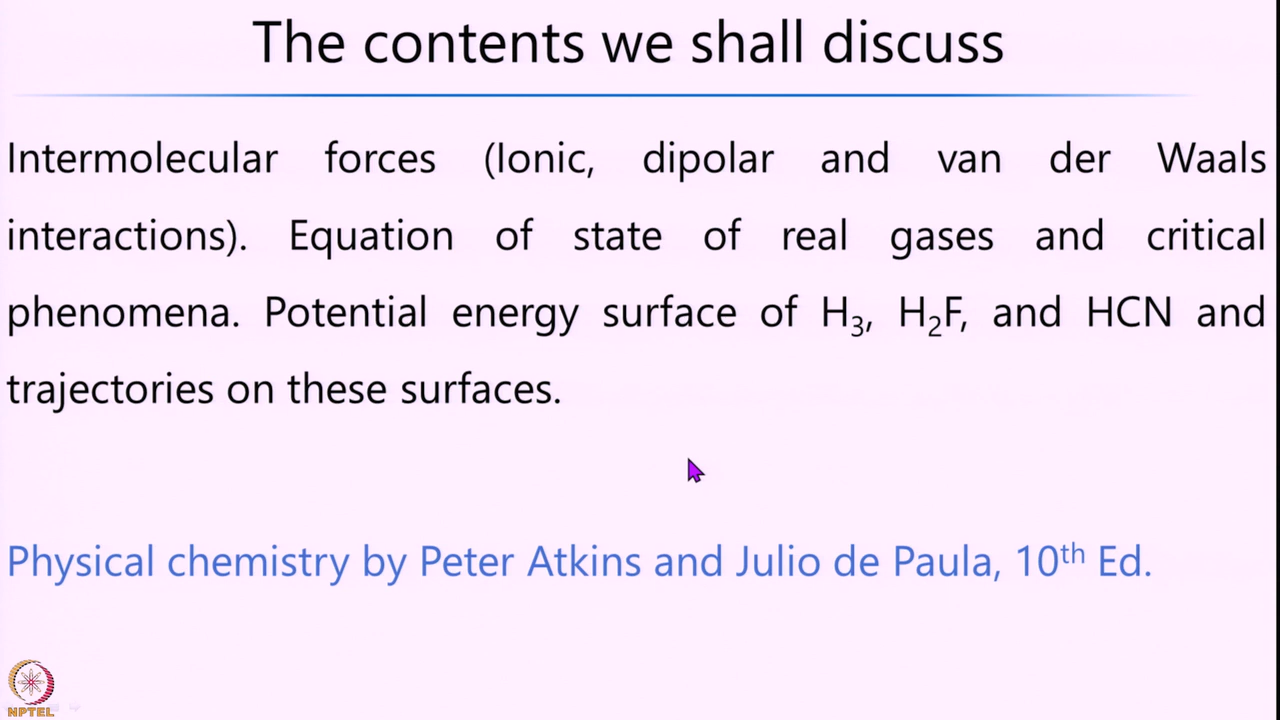 The contents we shall discuss
Intermolecular forces (Ionic, dipolar and van der Waals
interactions). Equation of state of real gases and critical
phenomena. Potential energy surface of H₃, H₂F, and HCN and
trajectories on these surfaces.
Physical chemistry by Peter Atkins and Julio de Paula, 10ᵗʰ Ed.
NPTEL